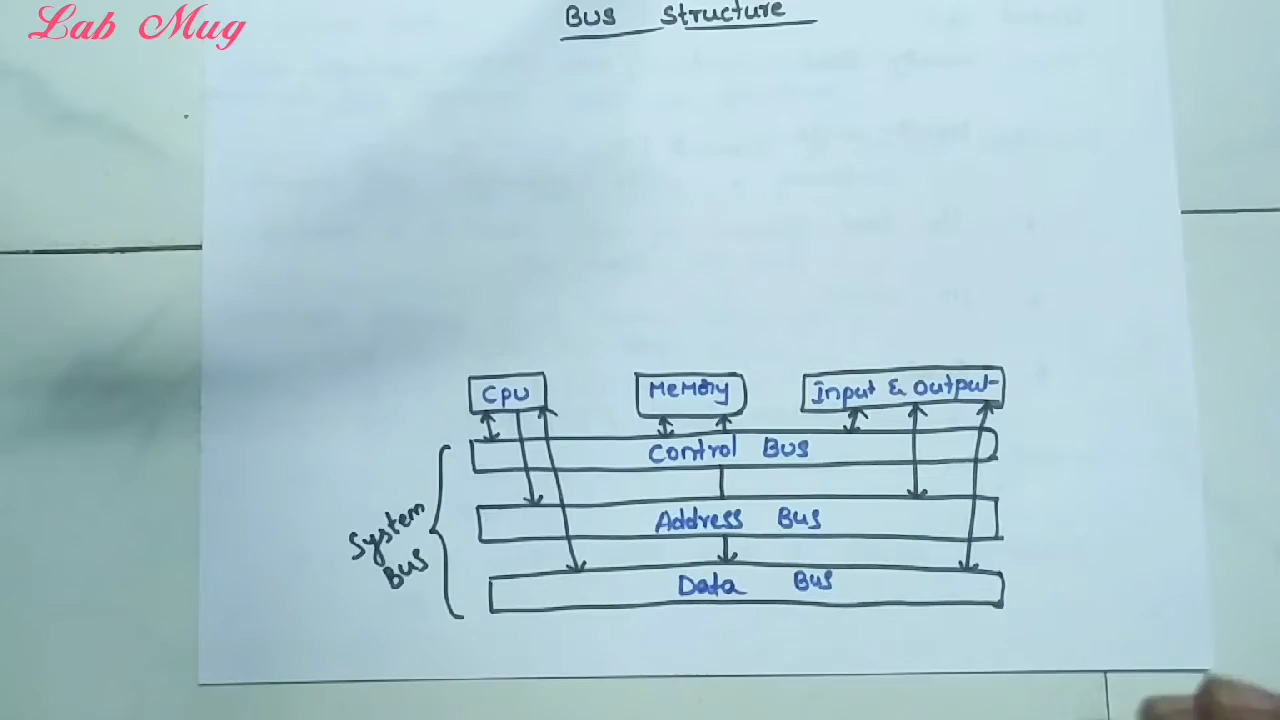 Lab Mug
Bus Structure
CPU
Memory
Input & Output
Control Bus
Address Bus
Data Bus
System
Bus